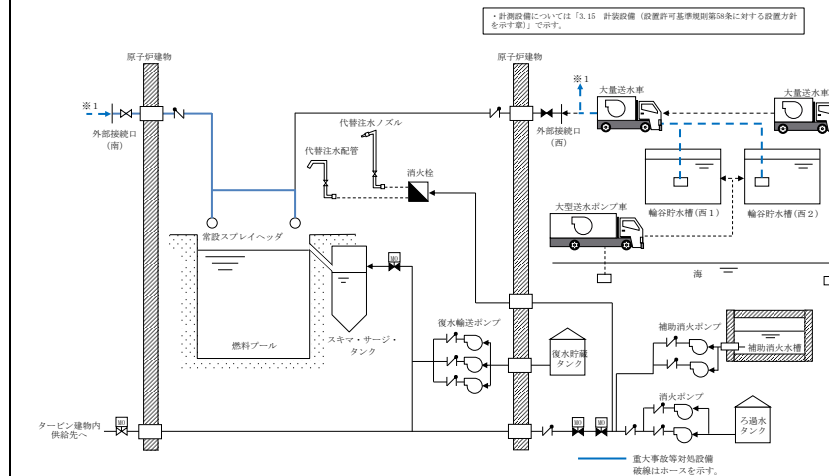 ・計測設備については「3.15 計装設備(設置許可基準規則第58条に対する設置方針
を示す章)」で示す。
原子炉建物
原子炉建物
※1
※1
大量送水車
大量送水車
外部接続口
(南)
外部接続口
(西)
代替注水ノズル
代替注水配管
消火栓
輪谷貯水槽(西1)
輪谷貯水槽(西2)
大型送水ポンプ車
常設スプレイヘッダ
海
MO
燃料プール
スキマ・サージ・
タンク
復水輸送ポンプ
復水貯蔵
タンク
補助消火ポンプ
補助消火水槽
消火ポンプ
ろ過水
タンク
タービン建物内
供給先へ
MO
MO
MO
重大事故等対処設備
破線はホースを示す。